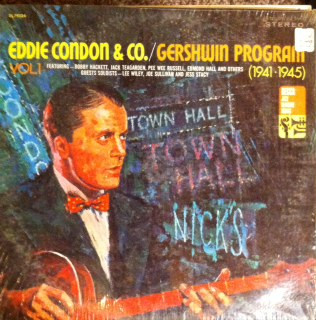 STEREO
EDDIE CONDON & CO./GERSHWIN PROGRAM
VOL.1
FEATURING—BOBBY HACKETT, JACK TEAGARDEN, PEE WEE RUSSELL, EDMOND HALL AND OTHERS
GUESTS SOLOISTS—LEE WILEY, JOE SULLIVAN AND JESS STACY
(1941-1945)
TOWN HALL
TOWN
HALL
NICK'S